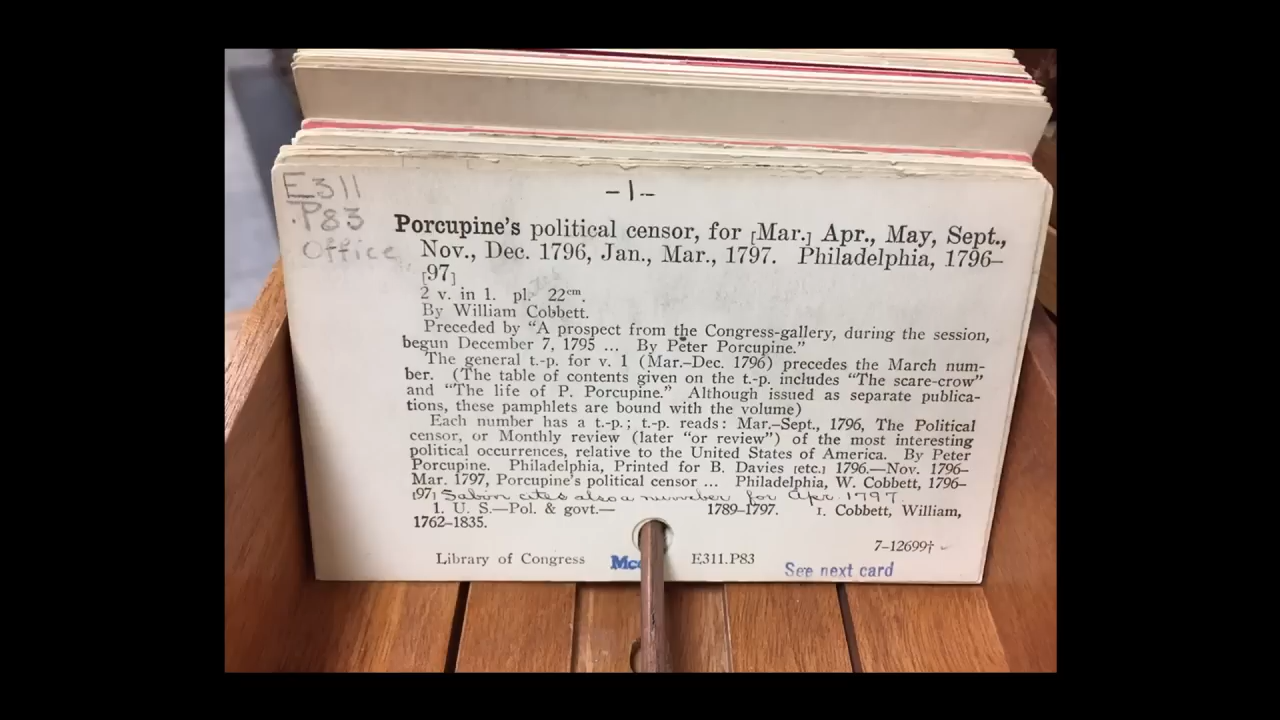 E311
.P83
Office
-1--
Porcupine's political censor, for [Mar.] Apr., May, Sept.,
Nov., Dec. 1796, Jan., Mar., 1797. Philadelphia, 1796–
[97]
2 v. in 1. pl. 22cm.
By William Cobbett.
Preceded by "A prospect from the Congress-gallery, during the session,
begun December 7, 1795 ... By Peter Porcupine."
The general t.-p. for v. 1 (Mar.–Dec. 1796) precedes the March num-
ber. (The table of contents given on the t.-p. includes "The scare-crow"
and "The life of P. Porcupine." Although issued as separate publica-
tions, these pamphlets are bound with the volume)
Each number has a t.-p.; t.-p. reads: Mar.–Sept., 1796, The Political
censor, or Monthly review (later "or review") of the most interesting
political occurrences, relative to the United States of America. By Peter
Porcupine. Philadelphia, Printed for B. Davies [etc.] 1796.—Nov. 1796–
Mar. 1797, Porcupine's political censor ... Philadelphia, W. Cobbett, 1796–
[97] Sabin cites also a number for Apr. 1797.
1. U. S.—Pol. & govt.— 1789–1797. I. Cobbett, William,
1762–1835.
7–12699†
Library of Congress E311.P83
See next card